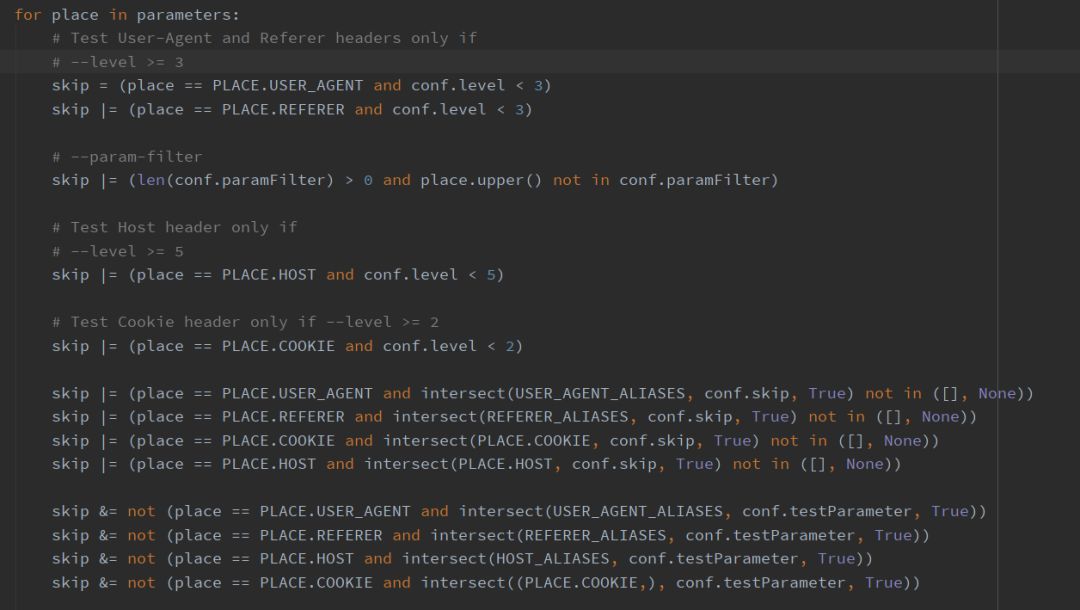 for place in parameters:
# Test User-Agent and Referer headers only if
# --level >= 3
skip = (place == PLACE.USER_AGENT and conf.level < 3)
skip |= (place == PLACE.REFERER and conf.level < 3)
# --param-filter
skip |= (len(conf.paramFilter) > 0 and place.upper() not in conf.paramFilter)
# Test Host header only if
# --level >= 5
skip |= (place == PLACE.HOST and conf.level < 5)
# Test Cookie header only if --level >= 2
skip |= (place == PLACE.COOKIE and conf.level < 2)
skip |= (place == PLACE.USER_AGENT and intersect(USER_AGENT_ALIASES, conf.skip, True) not in ([], None))
skip |= (place == PLACE.REFERER and intersect(REFERER_ALIASES, conf.skip, True) not in ([], None))
skip |= (place == PLACE.COOKIE and intersect(PLACE.COOKIE, conf.skip, True) not in ([], None))
skip |= (place == PLACE.HOST and intersect(PLACE.HOST, conf.skip, True) not in ([], None))
skip &= not (place == PLACE.USER_AGENT and intersect(USER_AGENT_ALIASES, conf.testParameter, True))
skip &= not (place == PLACE.REFERER and intersect(REFERER_ALIASES, conf.testParameter, True))
skip &= not (place == PLACE.HOST and intersect(HOST_ALIASES, conf.testParameter, True))
skip &= not (place == PLACE.COOKIE and intersect((PLACE.COOKIE,), conf.testParameter, True))